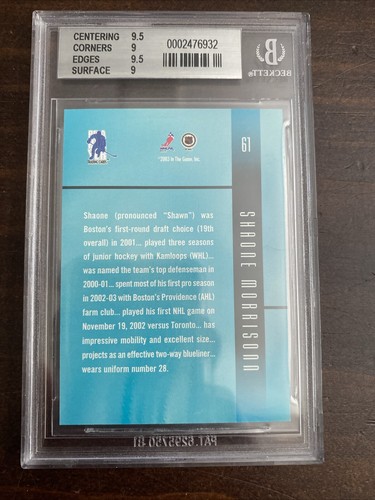 CENTERING 9.5
CORNERS 9
EDGES 9.5
SURFACE 9
0002476932
BECKETT
61
SHAONE MORRISONN
©2003 In The Game, Inc.
Shaone (pronounced "Shawn") was
Boston's first-round draft choice (19th
overall) in 2001... played three seasons
of junior hockey with Kamloops (WHL)...
was named the team's top defenseman in
2000-01... spent most of his first pro season
in 2002-03 with Boston's Providence (AHL)
farm club... played his first NHL game on
November 19, 2002 versus Toronto... has
impressive mobility and excellent size...
projects as an effective two-way blueliner...
wears uniform number 28.
PAT. 6295750 B1